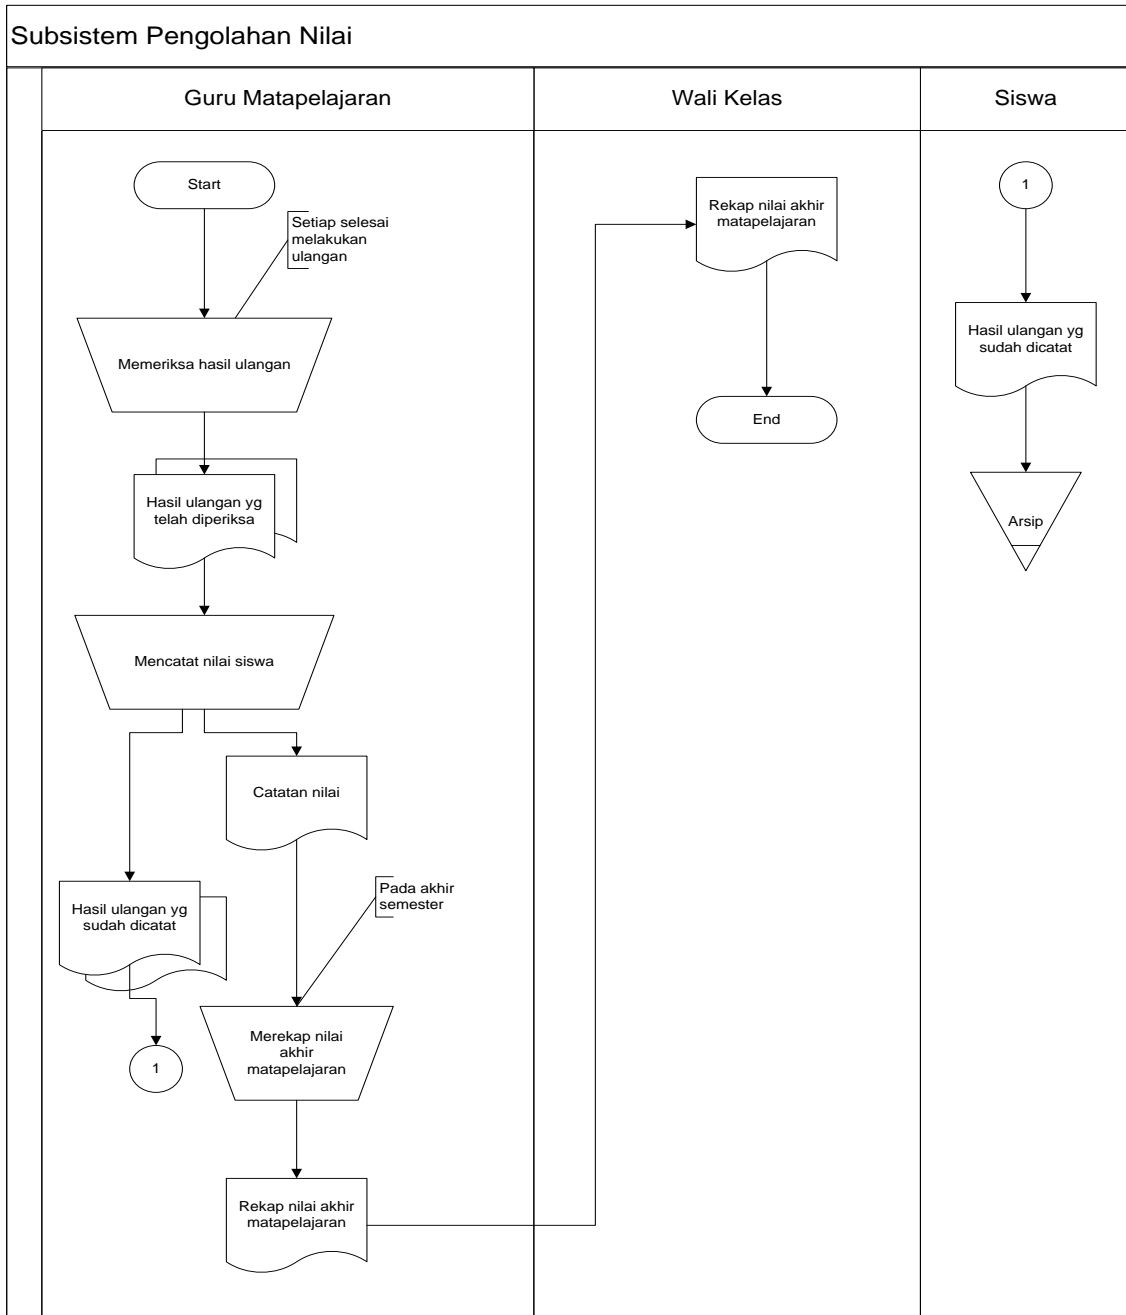 Subsistem Pengolahan Nilai
Guru Matapelajaran
Wali Kelas
Siswa
Start
Setiap selesai
melakukan
ulangan
Memeriksa hasil ulangan
Hasil ulangan yg
telah diperiksa
Mencatat nilai siswa
Catatan nilai
Hasil ulangan yg
sudah dicatat
1
Pada akhir
semester
Merekap nilai
akhir
matapelajaran
Rekap nilai akhir
matapelajaran
Rekap nilai akhir
matapelajaran
End
1
Hasil ulangan yg
sudah dicatat
Arsip